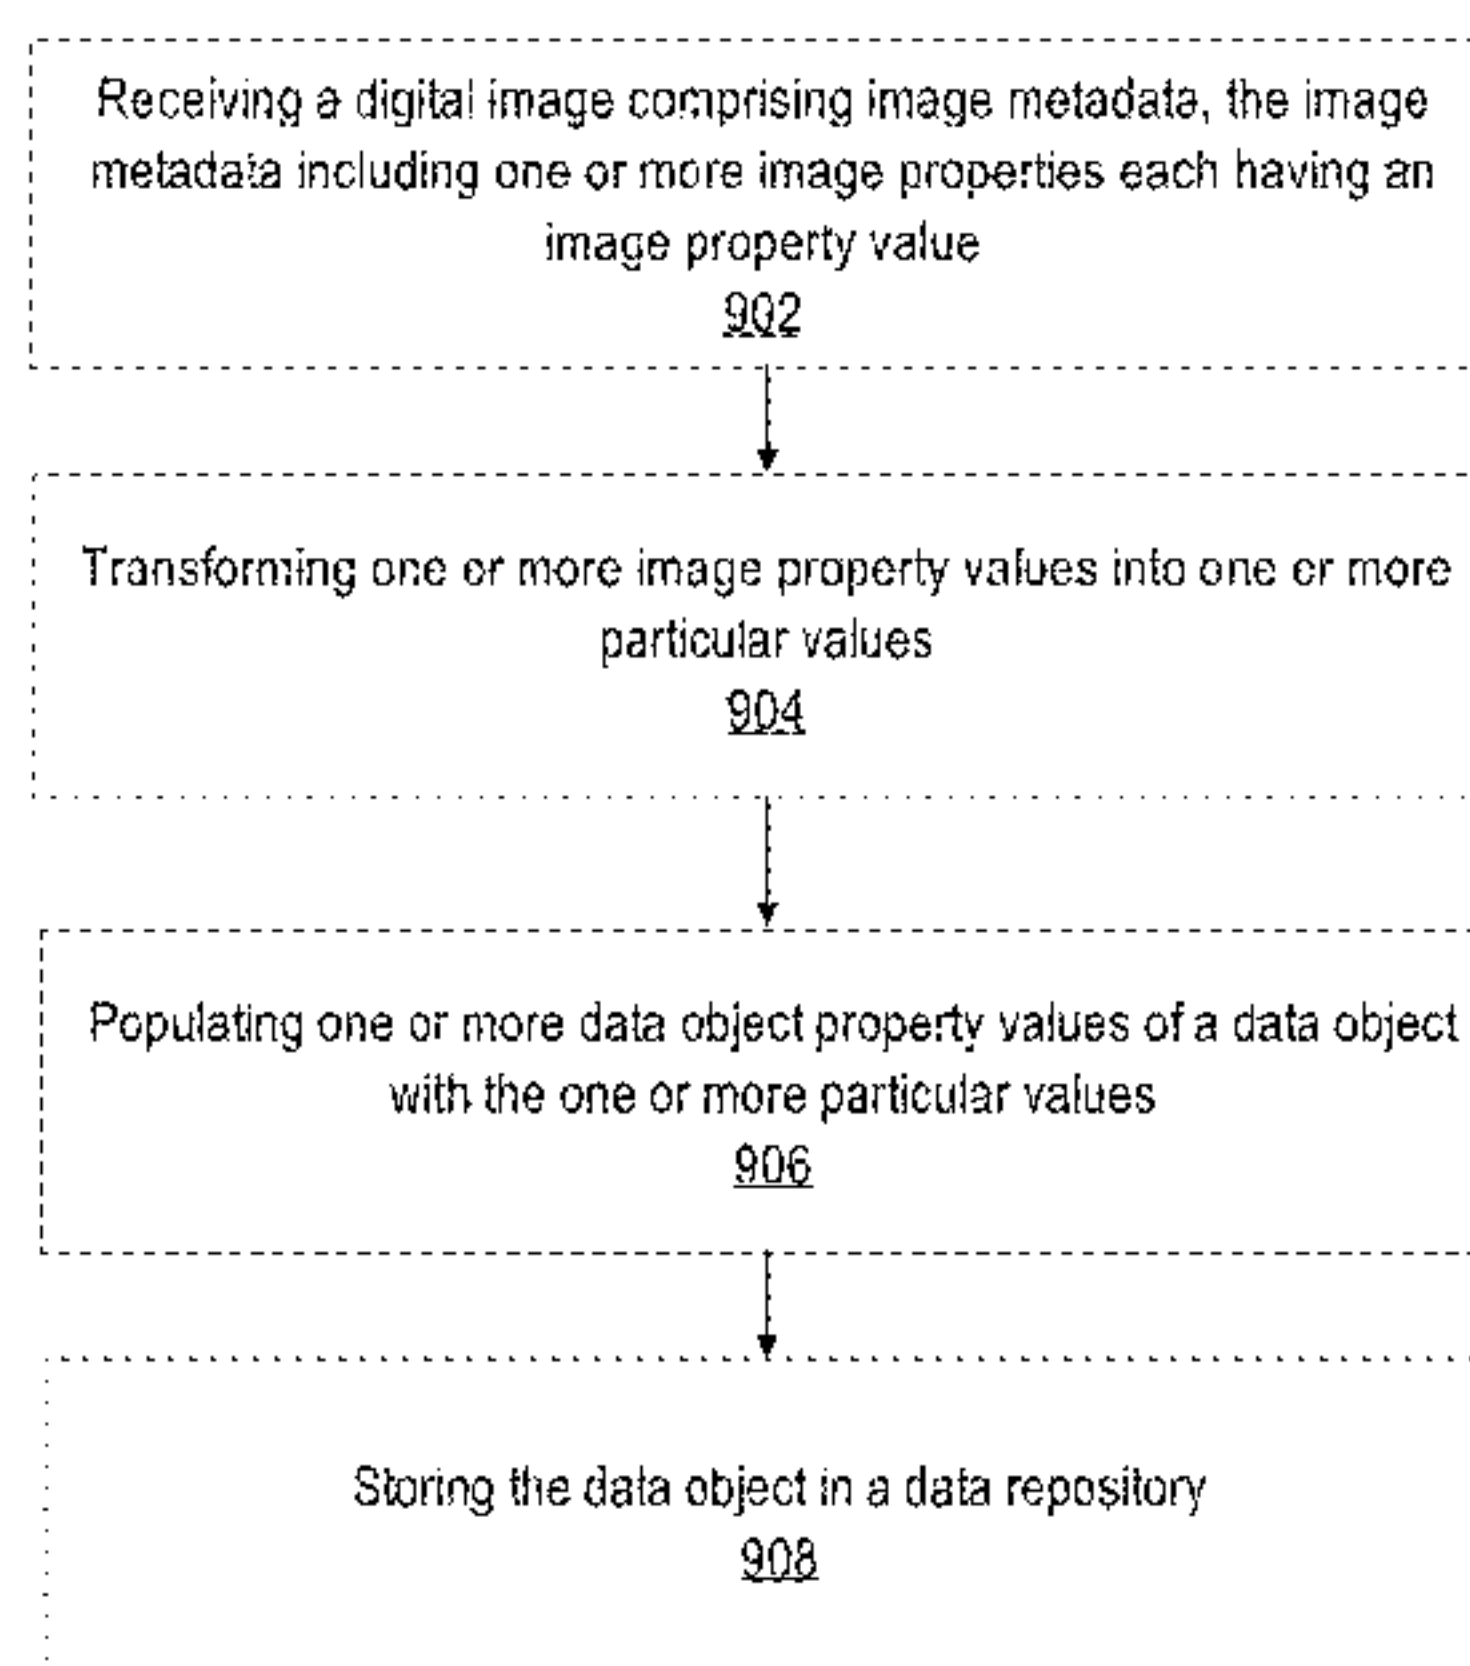 Receiving a digital image comprising image metadata, the image
metadata including one or more image properties each having an
image property value
902
Transforming one or more image property values into one or more
particular values
904
Populating one or more data object property values of a data object
with the one or more particular values
906
Storing the data object in a data repository
908